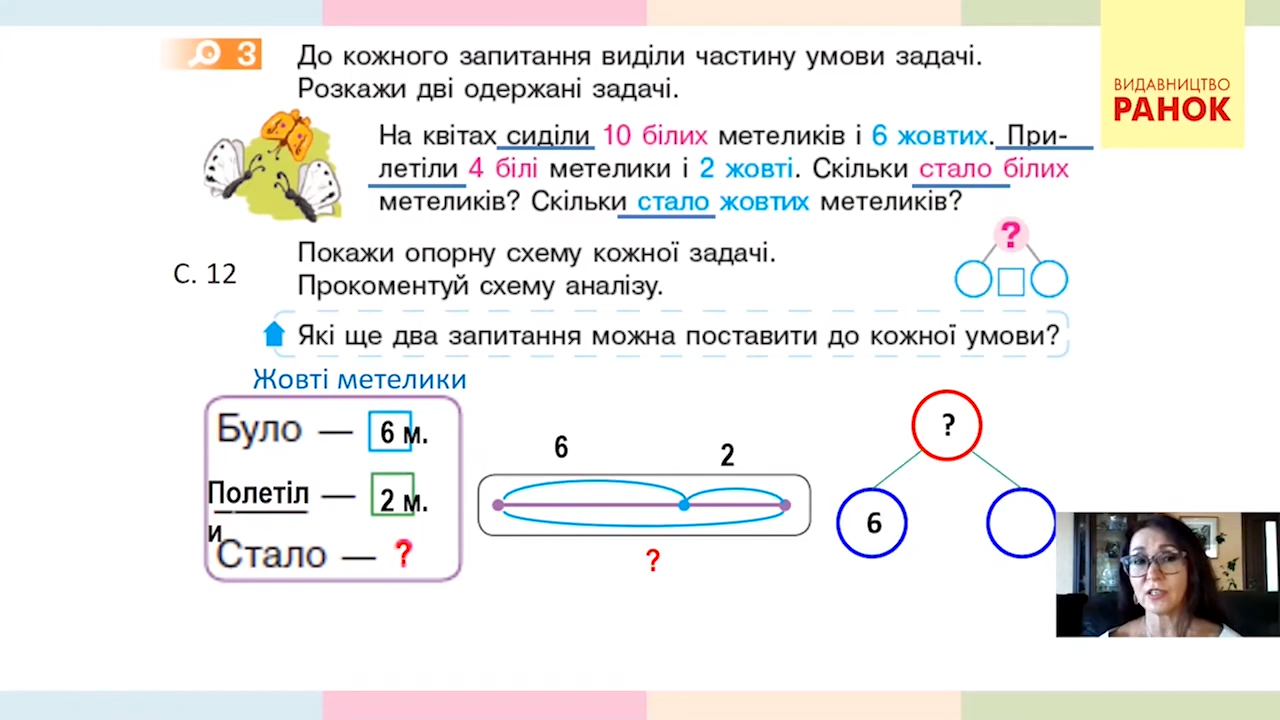 3
До кожного запитання виділи частину умови задачі.
Розкажи дві одержані задачі.
ВИДАВНИЦТВО
РАНОК
На квітах сиділи 10 білих метеликів і 6 жовтих. При-
летіли 4 білі метелики і 2 жовті. Скільки стало білих
метеликів? Скільки стало жовтих метеликів?
?
Покажи опорну схему кожної задачі.
С. 12
Прокоментуй схему аналізу.
Які ще два запитання можна поставити до кожної умови?
Жовті метелики
Було — 6 м.
Полетіл — 2 м.
и
Стало — ?
6
2
?
?
6